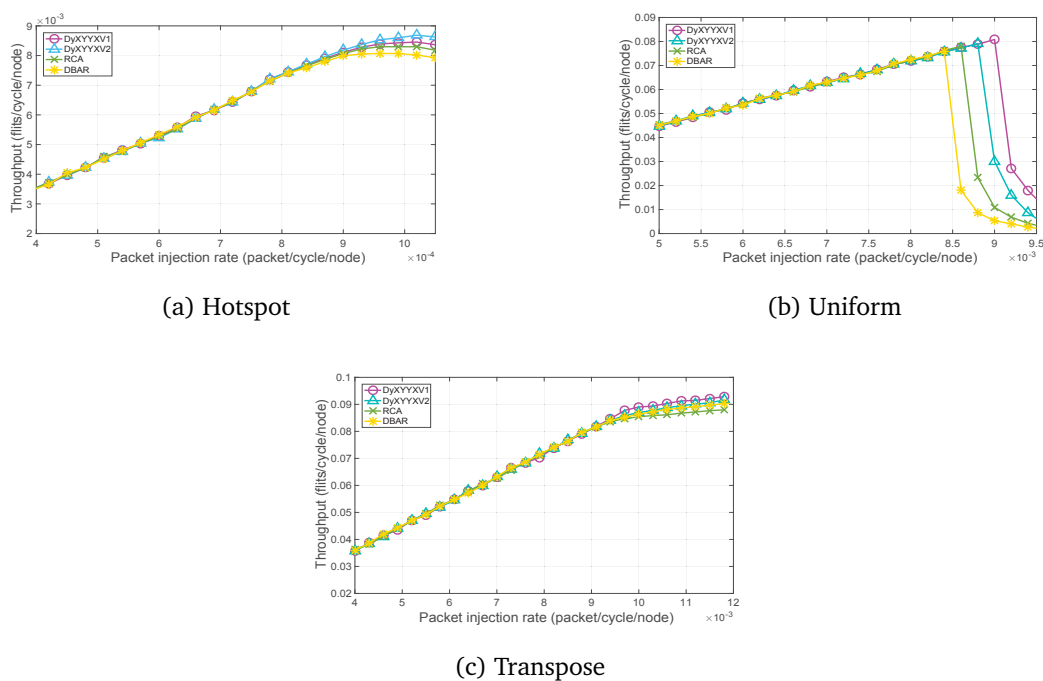 ×10⁻³
9
8
7
6
5
4
3
2
Throughput (flits/cycle/node)
DyXYYXV1
DyXYYXV2
RCA
DBAR
4 5 6 7 8 9 10
Packet injection rate (packet/cycle/node) ×10⁻⁴
(a) Hotspot
0.09
0.08
0.07
0.06
0.05
0.04
0.03
0.02
0.01
0
Throughput (flits/cycle/node)
DyXYYXV1
DyXYYXV2
RCA
DBAR
5 5.5 6 6.5 7 7.5 8 8.5 9 9.5
Packet injection rate (packet/cycle/node) ×10⁻³
(b) Uniform
0.1
0.09
0.08
0.07
0.06
0.05
0.04
0.03
0.02
Throughput (flits/cycle/node)
DyXYYXV1
DyXYYXV2
RCA
DBAR
4 5 6 7 8 9 10 11 12
Packet injection rate (packet/cycle/node) ×10⁻³
(c) Transpose